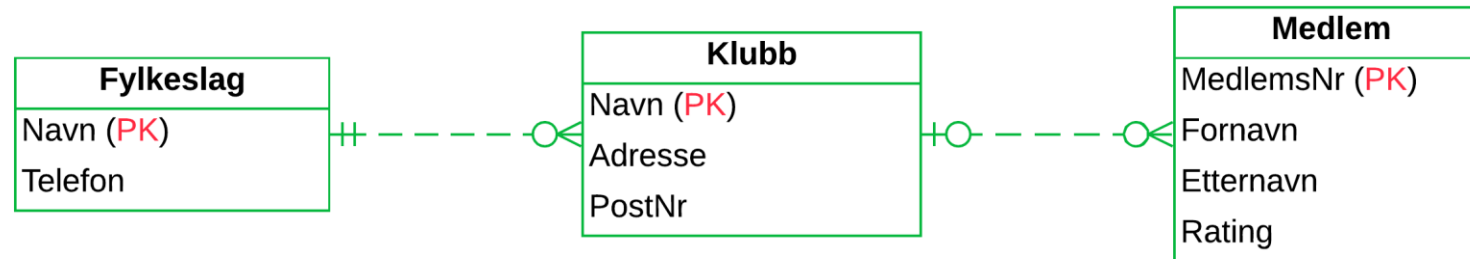 Fylkeslag
Navn (PK)
Telefon
Klubb
Navn (PK)
Adresse
PostNr
Medlem
MedlemsNr (PK)
Fornavn
Etternavn
Rating